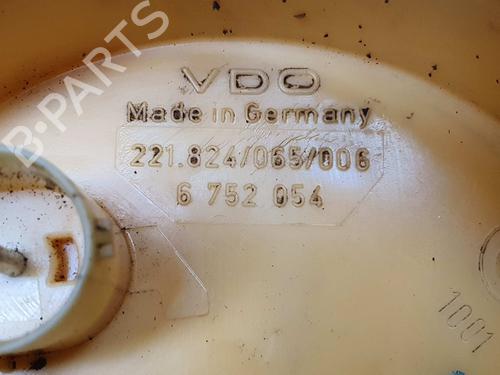 VDO
Made in Germany
221.824/065/006
6 752 054
1001
B-PARTS